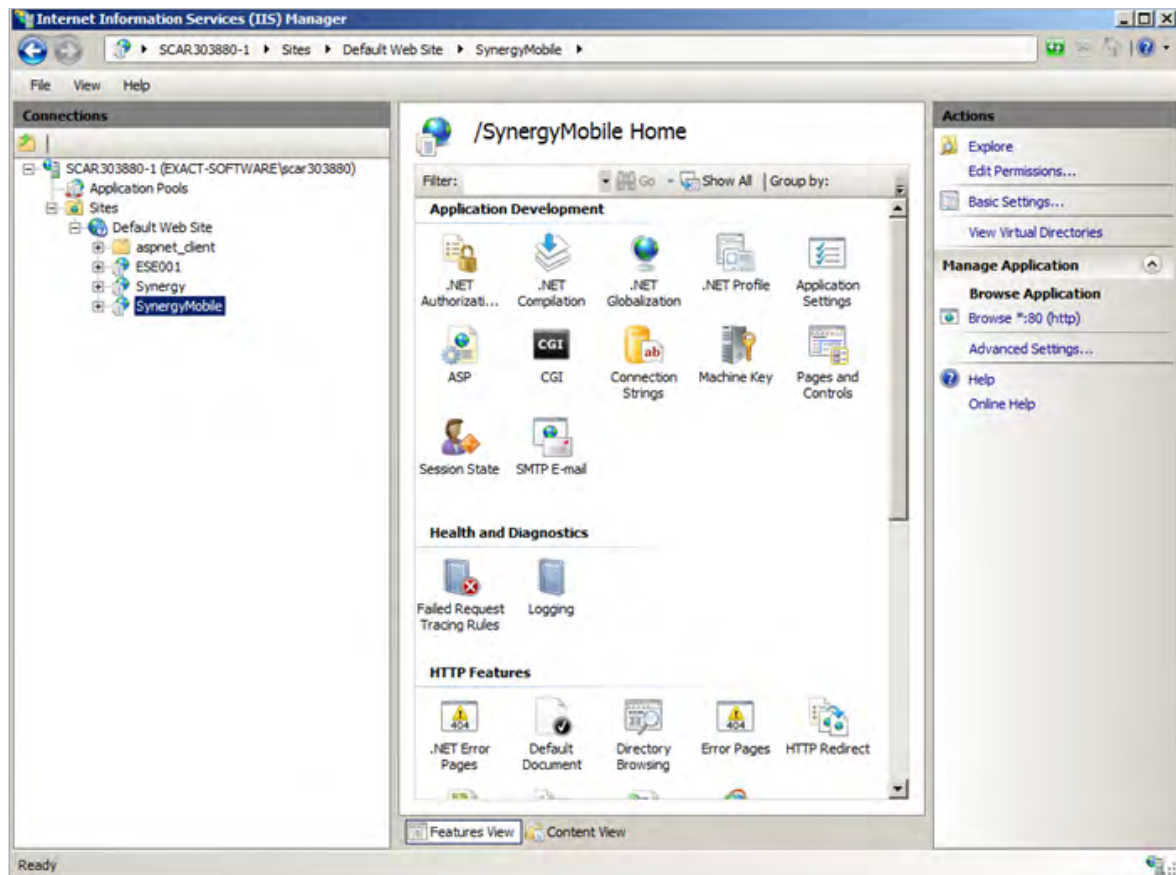 Internet Information Services (IIS) Manager
SCAR303880-1 Sites Default Web Site SynergyMobile
File View Help
Connections
SCAR303880-1 (EXACT-SOFTWARE\scar303880)
Application Pools
Sites
Default Web Site
aspnet_client
ESE001
Synergy
SynergyMobile
/SynergyMobile Home
Filter: Go Show All Group by:
Application Development
.NET Authorizati...
.NET Compilation
.NET Globalization
.NET Profile
Application Settings
ASP
CGI
CGI
ab
Connection Strings
Machine Key
Pages and Controls
Session State
SMTP E-mail
Health and Diagnostics
Failed Request Tracing Rules
Logging
HTTP Features
404
.NET Error Pages
Default Document
Directory Browsing
404
Error Pages
HTTP Redirect
Features View Content View
Actions
Explore
Edit Permissions...
Basic Settings...
View Virtual Directories
Manage Application
Browse Application
Browse *:80 (http)
Advanced Settings...
Help
Online Help
Ready